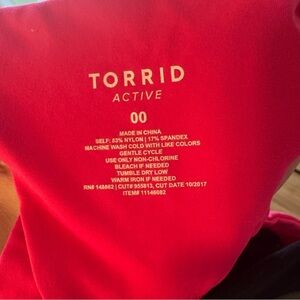 TORRID
ACTIVE
00
MADE IN CHINA
SELF: 83% NYLON | 17% SPANDEX
MACHINE WASH COLD WITH LIKE COLORS
GENTLE CYCLE
USE ONLY NON-CHLORINE
BLEACH IF NEEDED
TUMBLE DRY LOW
WARM IRON IF NEEDED
RN# 148662 | CUT# 955813, CUT DATE 10/2017
ITEM# 11146662